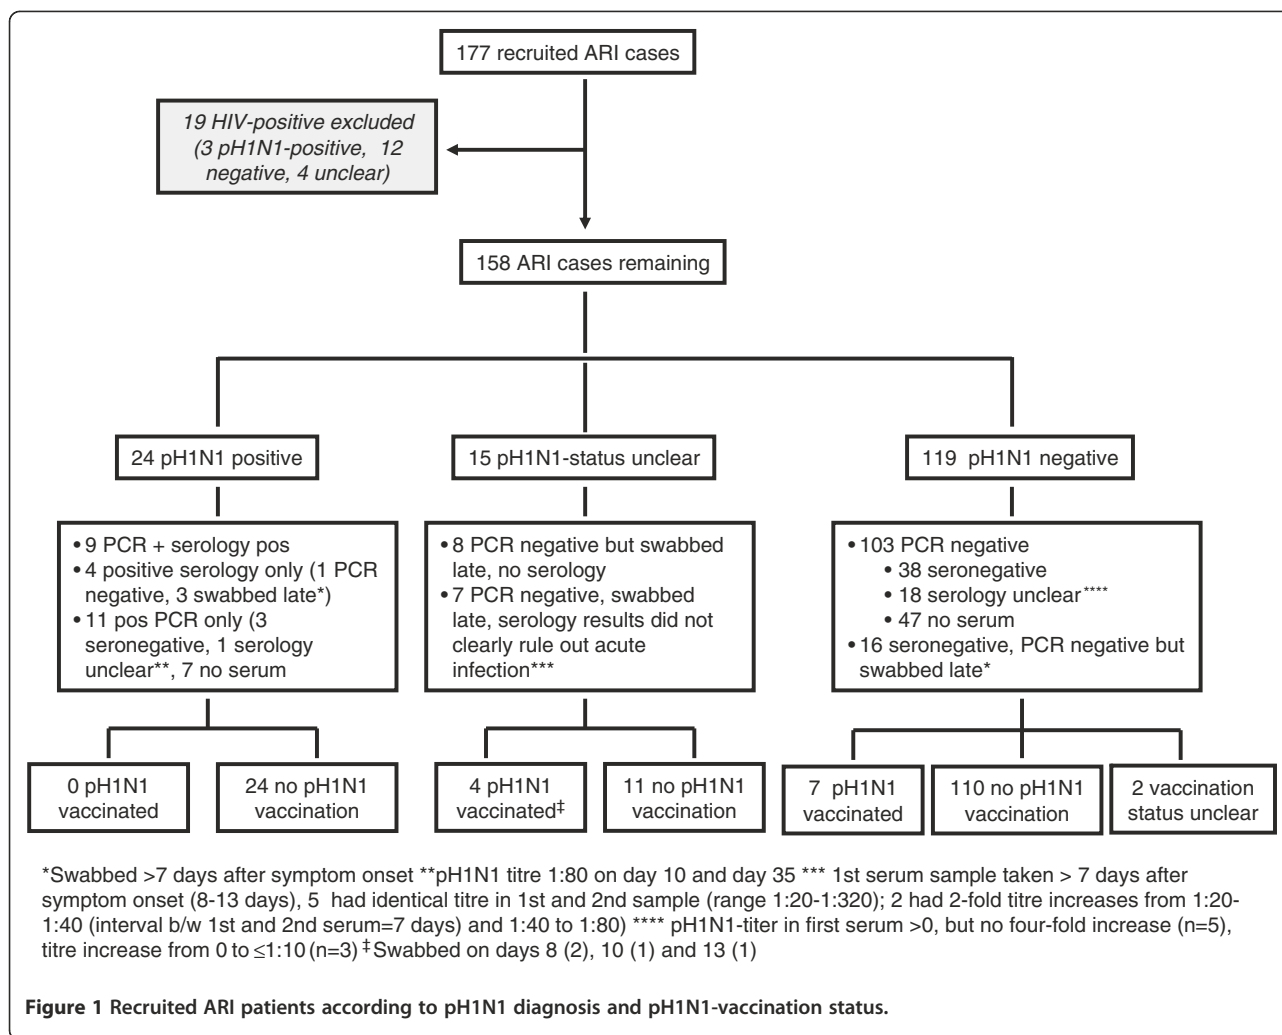 177 recruited ARI cases
19 HIV-positive excluded
(3 pH1N1-positive, 12
negative, 4 unclear)
158 ARI cases remaining
24 pH1N1 positive
15 pH1N1-status unclear
119 pH1N1 negative
• 9 PCR + serology pos
• 4 positive serology only (1 PCR
negative, 3 swabbed late*)
• 11 pos PCR only (3
seronegative, 1 serology
unclear**, 7 no serum
• 8 PCR negative but swabbed
late, no serology
• 7 PCR negative, swabbed
late, serology results did not
clearly rule out acute
infection***
• 103 PCR negative
• 38 seronegative
• 18 serology unclear****
• 47 no serum
• 16 seronegative, PCR negative but
swabbed late*
0 pH1N1
vaccinated
24 no pH1N1
vaccination
4 pH1N1
vaccinated‡
11 no pH1N1
vaccination
7 pH1N1
vaccinated
110 no pH1N1
vaccination
2 vaccination
status unclear
*Swabbed >7 days after symptom onset **pH1N1 titre 1:80 on day 10 and day 35 *** 1st serum sample taken > 7 days after
symptom onset (8-13 days), 5 had identical titre in 1st and 2nd sample (range 1:20-1:320); 2 had 2-fold titre increases from 1:20-
1:40 (interval b/w 1st and 2nd serum=7 days) and 1:40 to 1:80) **** pH1N1-titer in first serum >0, but no four-fold increase (n=5),
titre increase from 0 to ≤1:10 (n=3) ‡Swabbed on days 8 (2), 10 (1) and 13 (1)
Figure 1 Recruited ARI patients according to pH1N1 diagnosis and pH1N1-vaccination status.